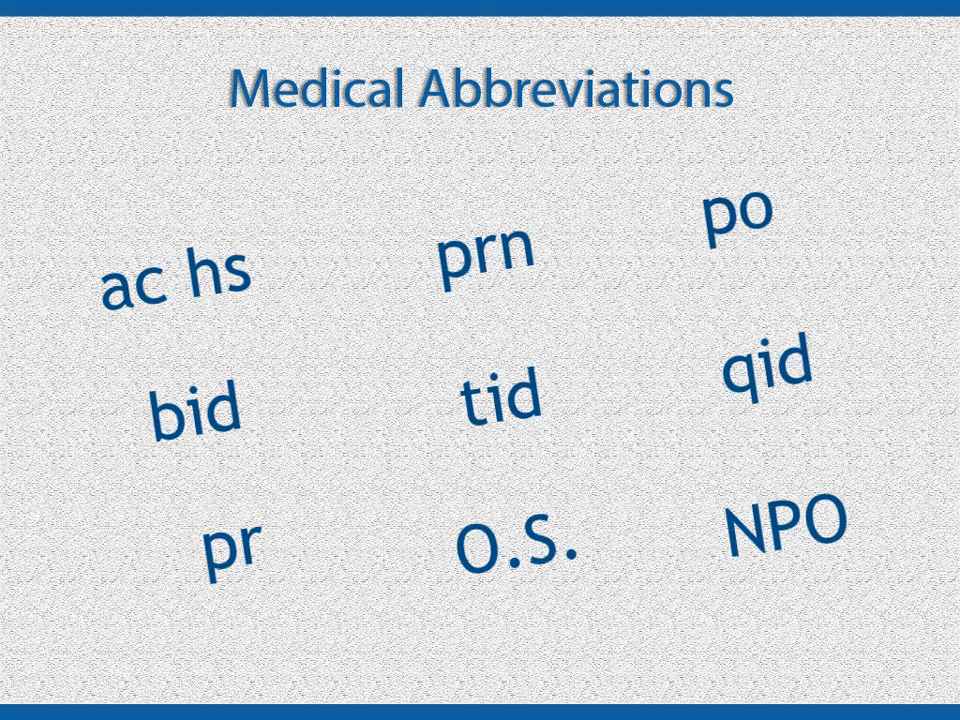 Medical Abbreviations
ac hs
prn
po
bid
tid
qid
pr
O.S.
NPO